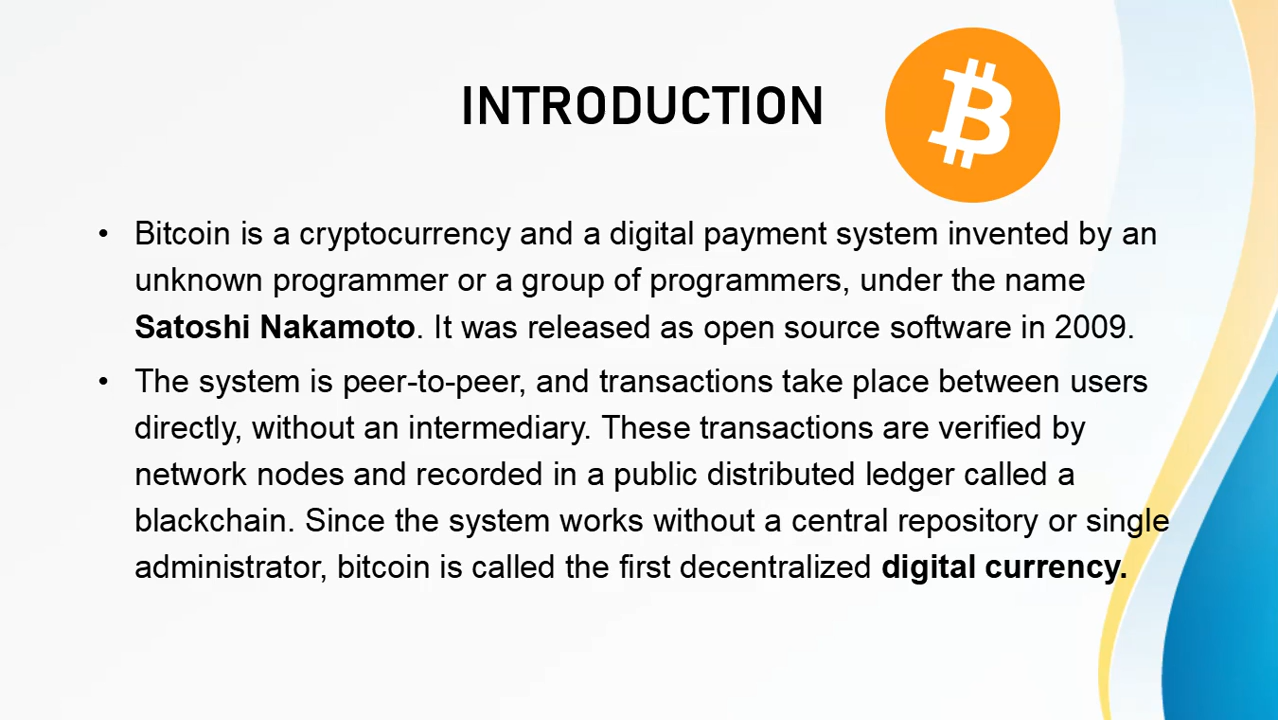 INTRODUCTION
• Bitcoin is a cryptocurrency and a digital payment system invented by an
unknown programmer or a group of programmers, under the name
Satoshi Nakamoto. It was released as open source software in 2009.
• The system is peer-to-peer, and transactions take place between users
directly, without an intermediary. These transactions are verified by
network nodes and recorded in a public distributed ledger called a
blackchain. Since the system works without a central repository or single
administrator, bitcoin is called the first decentralized digital currency.